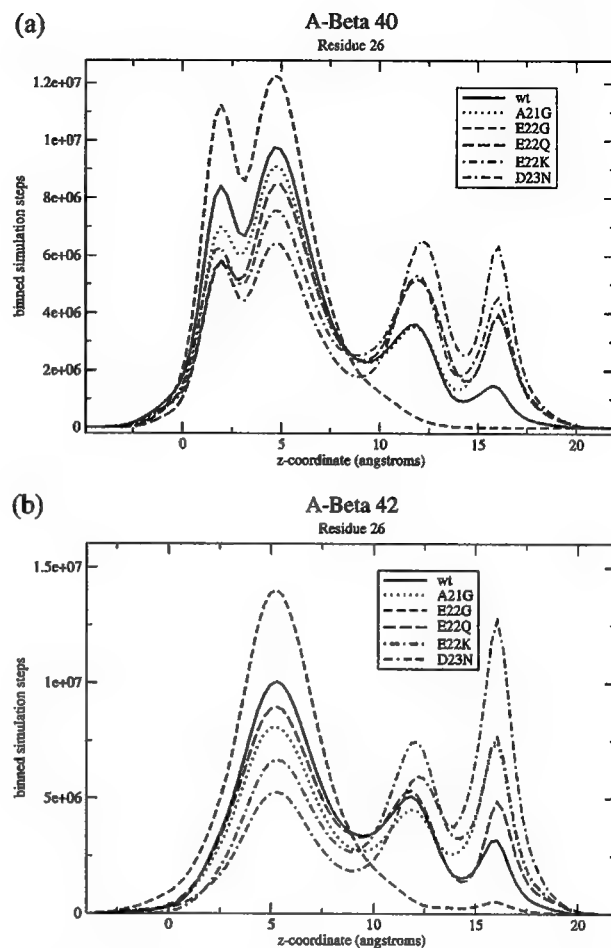 (a)
A-Beta 40
Residue 26
1.2e+07
1e+07
8e+06
6e+06
4e+06
2e+06
0
binned simulation steps
wt
A21G
E22G
E22Q
E22K
D23N
0 5 10 15 20
z-coordinate (angstroms)
(b)
A-Beta 42
Residue 26
1.5e+07
1e+07
5e+06
0
binned simulation steps
wt
A21G
E22G
E22Q
E22K
D23N
0 5 10 15 20
z-coordinate (angstroms)